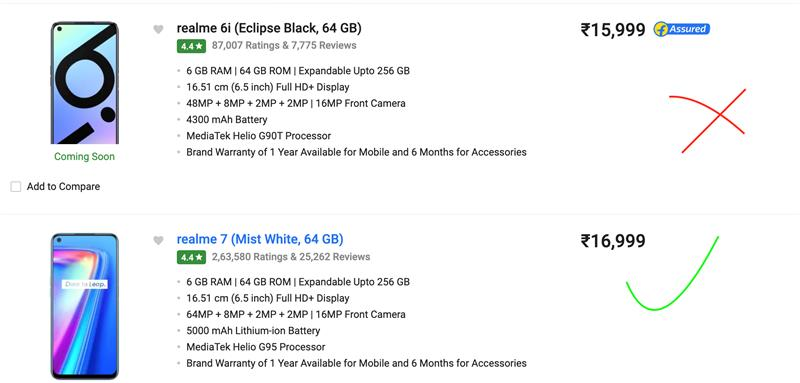 realme 6i (Eclipse Black, 64 GB)
₹15,999 Assured
4.4★ 87,007 Ratings & 7,775 Reviews
6 GB RAM | 64 GB ROM | Expandable Upto 256 GB
16.51 cm (6.5 inch) Full HD+ Display
48MP + 8MP + 2MP + 2MP | 16MP Front Camera
4300 mAh Battery
MediaTek Helio G90T Processor
Brand Warranty of 1 Year Available for Mobile and 6 Months for Accessories
Coming Soon
Add to Compare
realme 7 (Mist White, 64 GB)
₹16,999
4.4★ 2,63,580 Ratings & 25,262 Reviews
6 GB RAM | 64 GB ROM | Expandable Upto 256 GB
16.51 cm (6.5 inch) Full HD+ Display
64MP + 8MP + 2MP + 2MP | 16MP Front Camera
5000 mAh Lithium-ion Battery
MediaTek Helio G95 Processor
Brand Warranty of 1 Year Available for Mobile and 6 Months for Accessories
Dare to Leap.